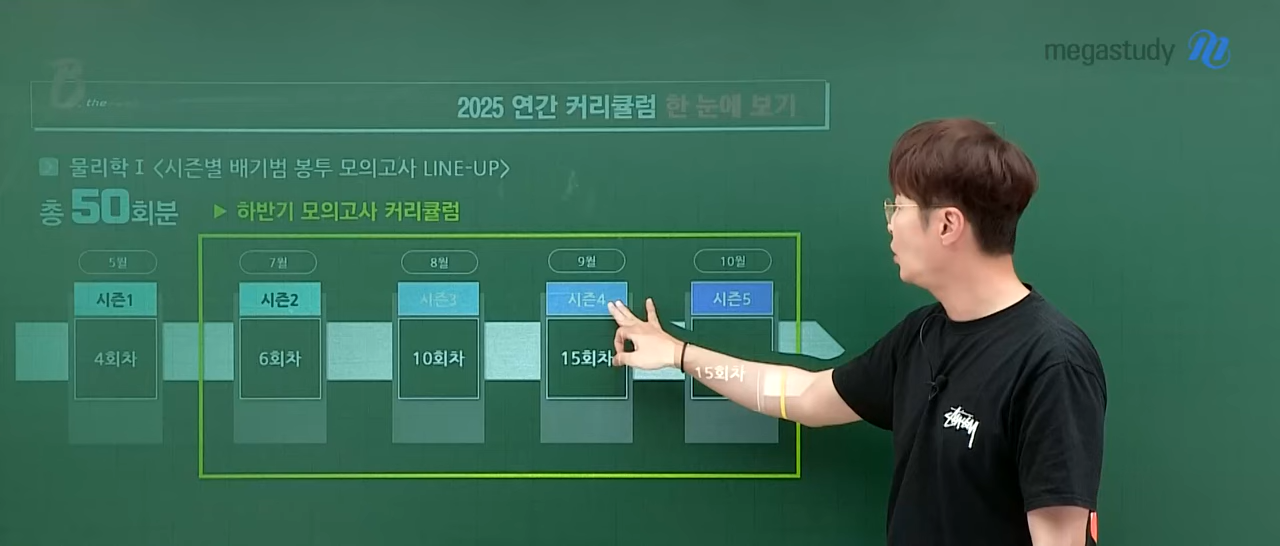 megastudy
B. the
2025 연간 커리큘럼 한 눈에 보기
물리학 I <시즌별 배기범 봉투 모의고사 LINE-UP>
총 50회분
▶ 하반기 모의고사 커리큘럼
5월
7월
8월
9월
10월
시즌1
시즌2
시즌3
시즌4
시즌5
4회차
6회차
10회차
15회차
15회차